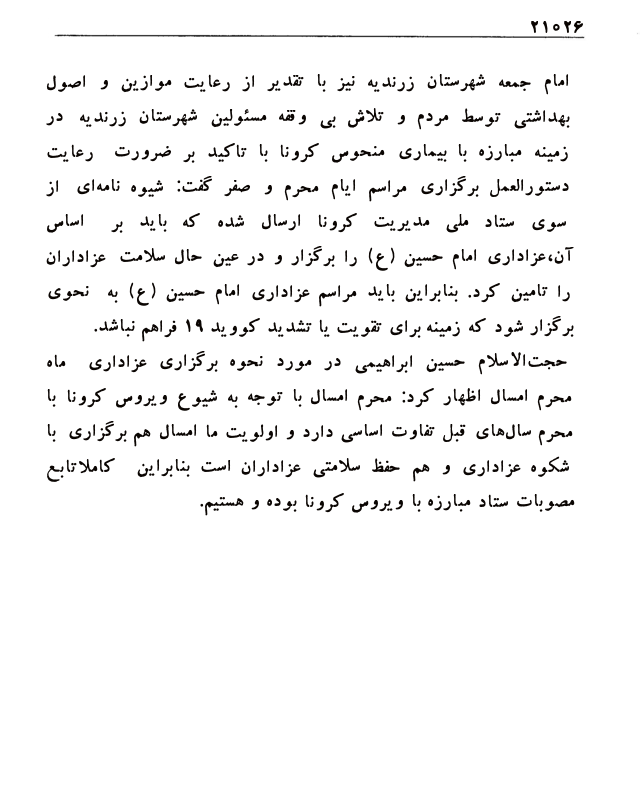 ۲۱۰۲۶
امام جمعه شهرستان زرندیه نیز با تقدیر از رعایت موازین و اصول
بهداشتی توسط مردم و تلاش بی وقفه مسئولین شهرستان زرندیه در
زمینه مبارزه با بیماری منحوس کرونا با تاکید بر ضرورت رعایت
دستورالعمل برگزاری مراسم ایام محرم و صفر گفت: شیوه نامه‌ای از
سوی ستاد ملی مدیریت کرونا ارسال شده که باید بر اساس
آن،عزاداری امام حسین (ع) را برگزار و در عین حال سلامت عزاداران
را تامین کرد. بنابراین باید مراسم عزاداری امام حسین (ع) به نحوی
برگزار شود که زمینه برای تقویت یا تشدید کووید ۱۹ فراهم نباشد.
حجت‌الاسلام حسین ابراهیمی در مورد نحوه برگزاری عزاداری ماه
محرم امسال اظهار کرد: محرم امسال با توجه به شیوع ویروس کرونا با
محرم سال‌های قبل تفاوت اساسی دارد و اولویت ما امسال هم برگزاری با
شکوه عزاداری و هم حفظ سلامتی عزاداران است بنابراین کاملاتابع
مصوبات ستاد مبارزه با ویروس کرونا بوده و هستیم.